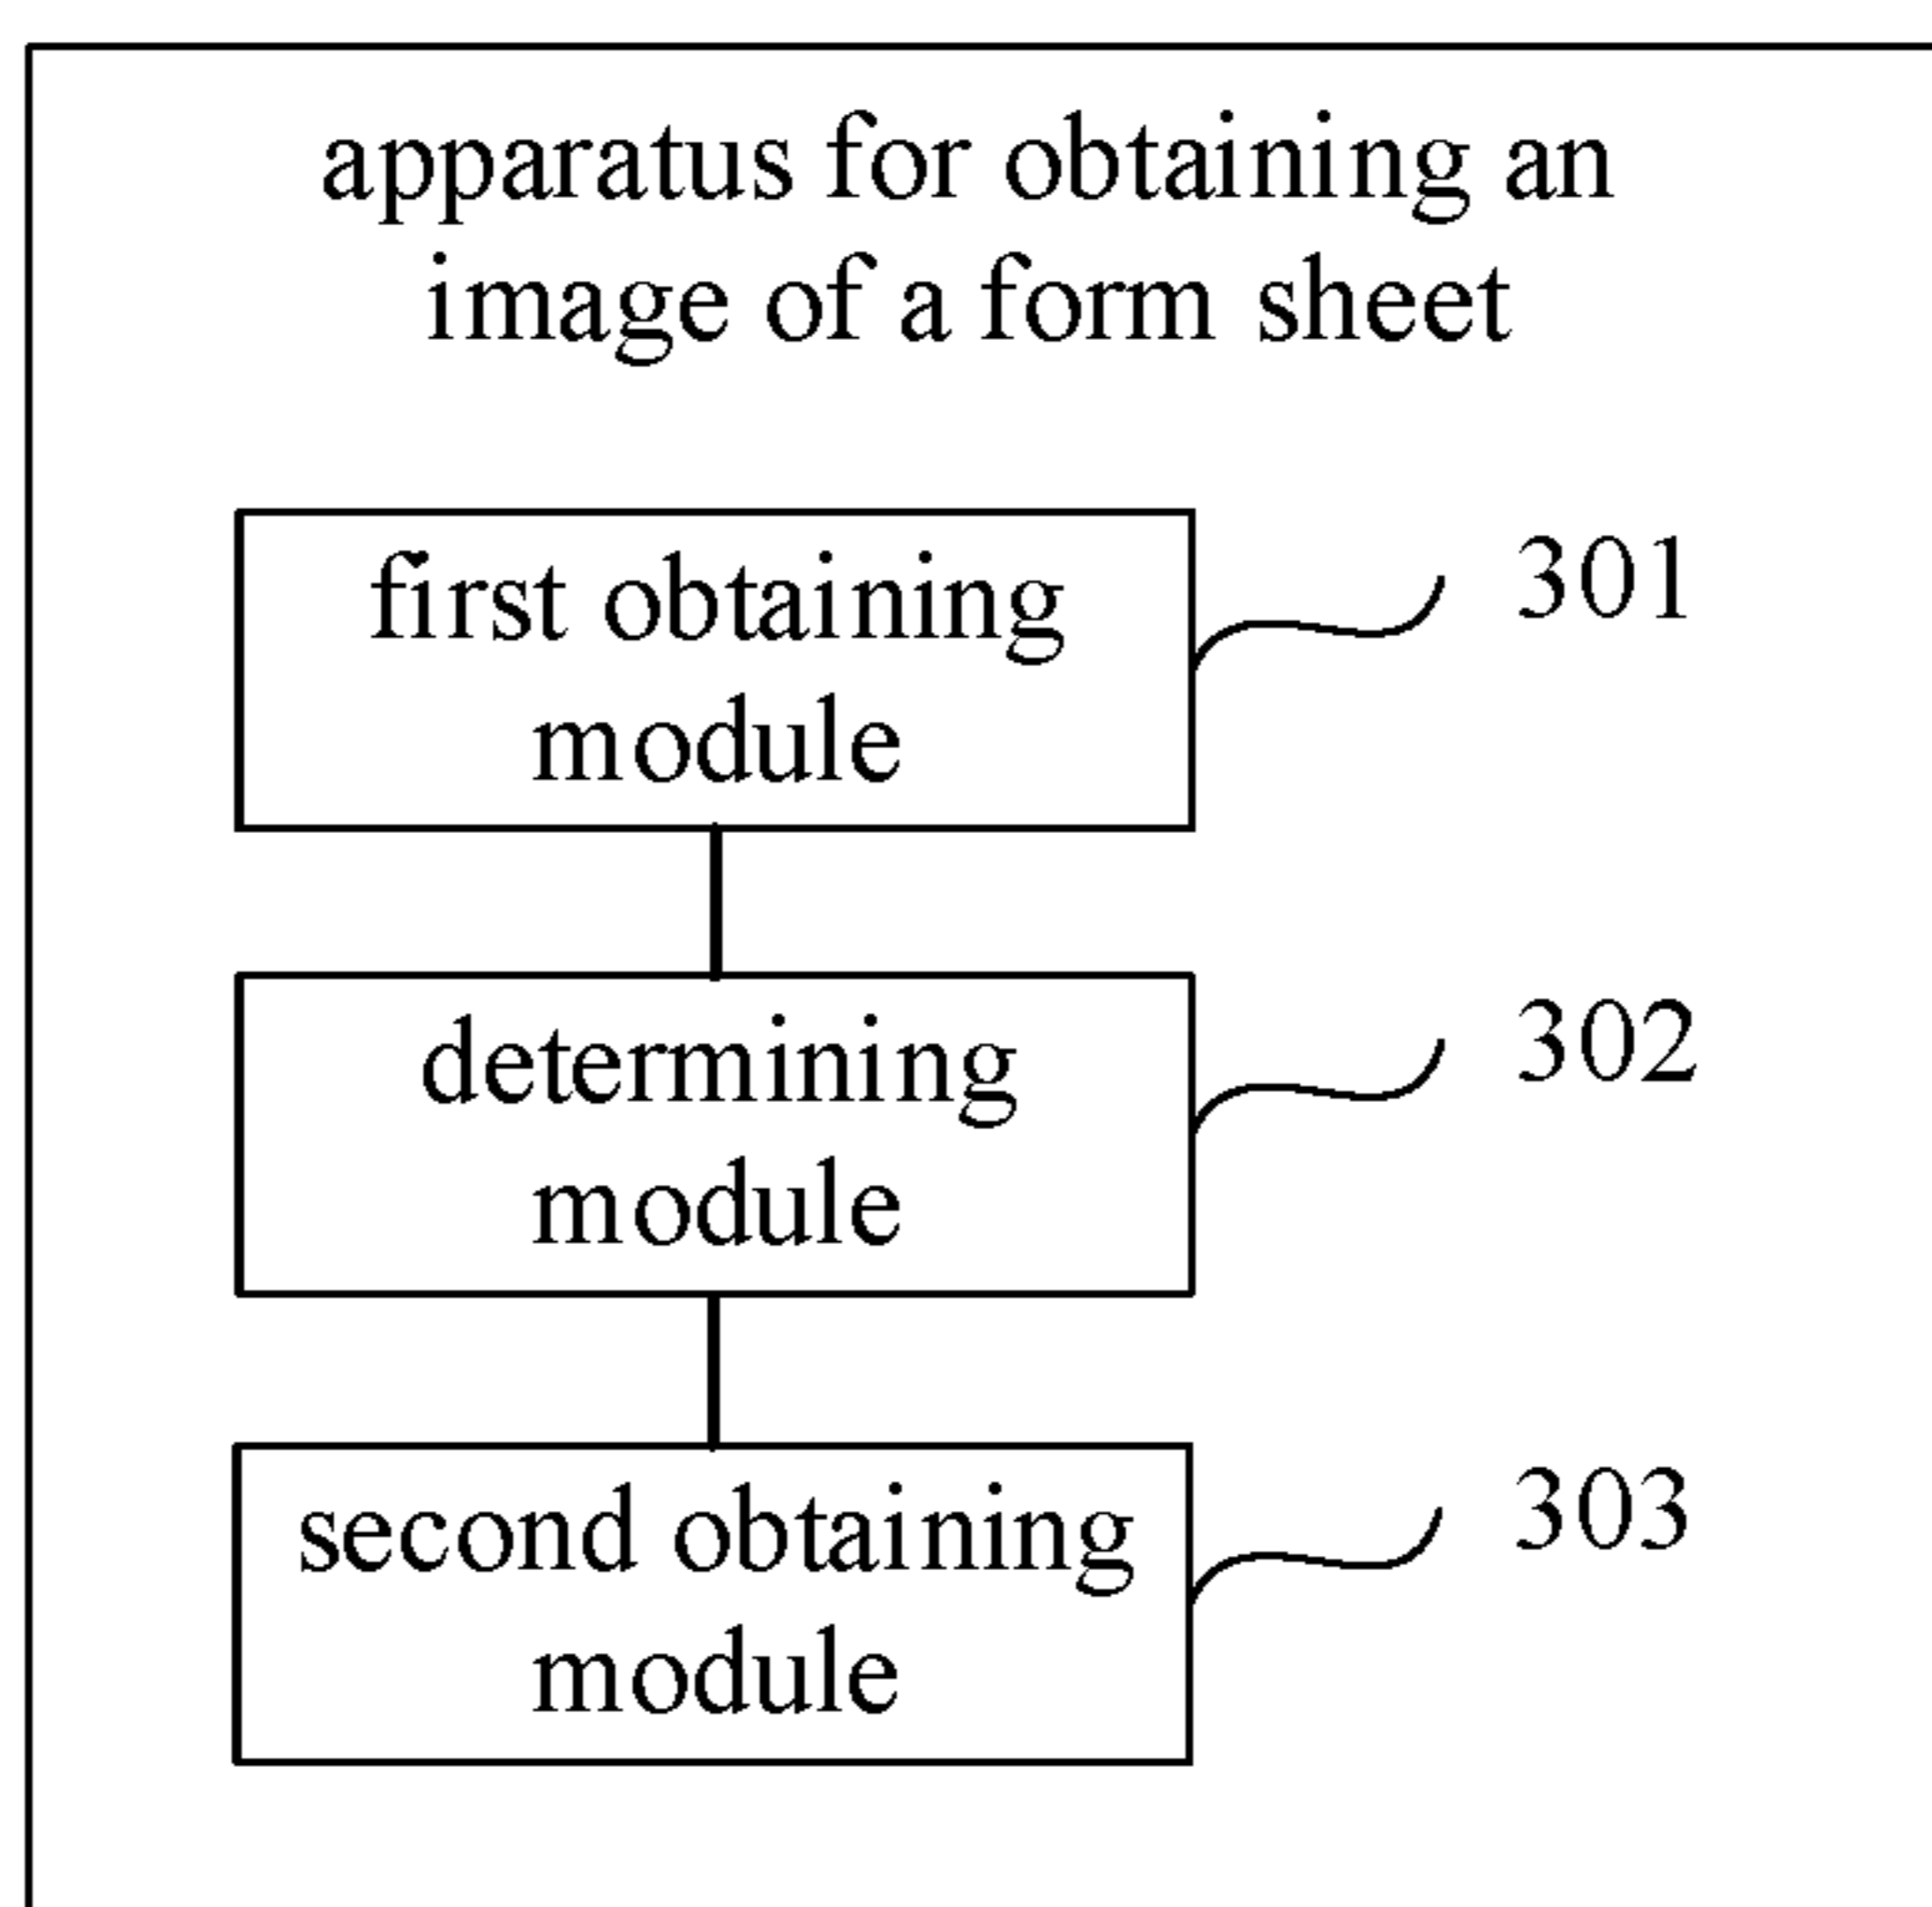 apparatus for obtaining an
image of a form sheet
first obtaining
module
301
determining
module
302
second obtaining
module
303